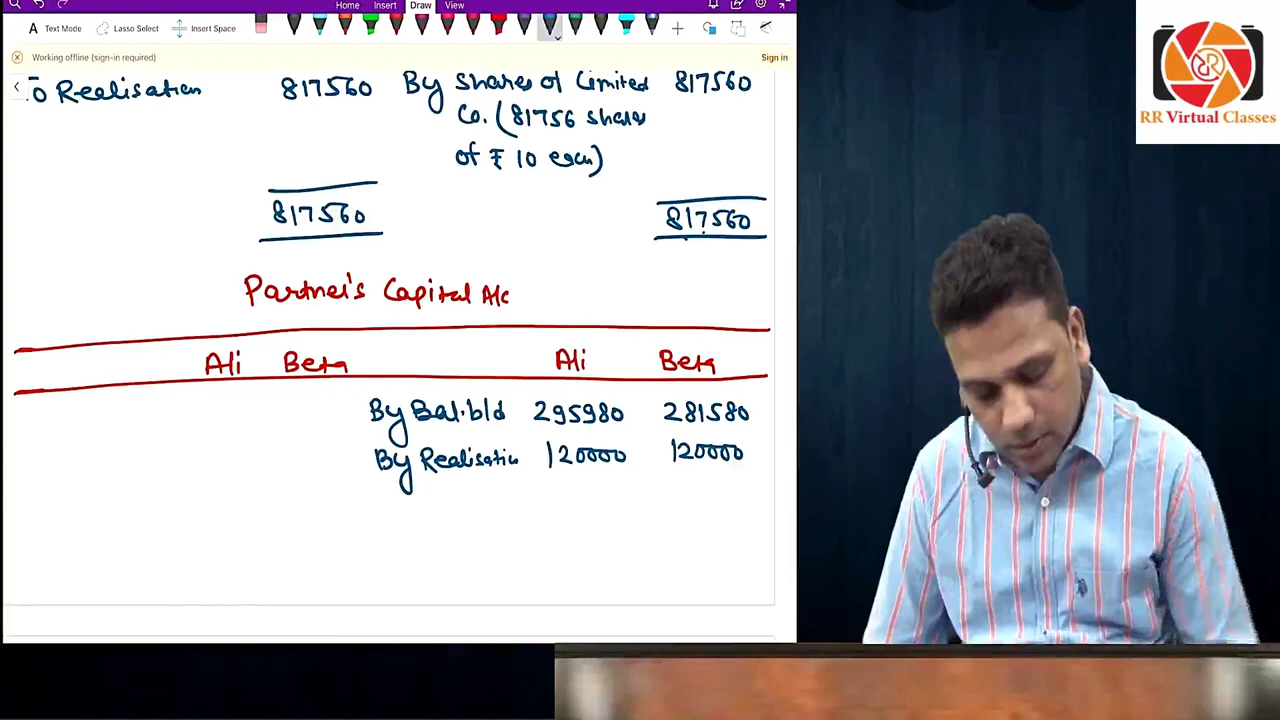 Home Insert Draw View
Text Mode Lasso Select Insert Space
Working offline (sign-in required) Sign in
To Realisation 817560 By Shares of Limited 817560
Co. (81756 shares
of ₹ 10 each)
817560 817560
Partner's Capital A/c
Ali Beta Ali Beta
By Bal. b/d 295980 281580
By Realisation 120000 120000
RR Virtual Classes